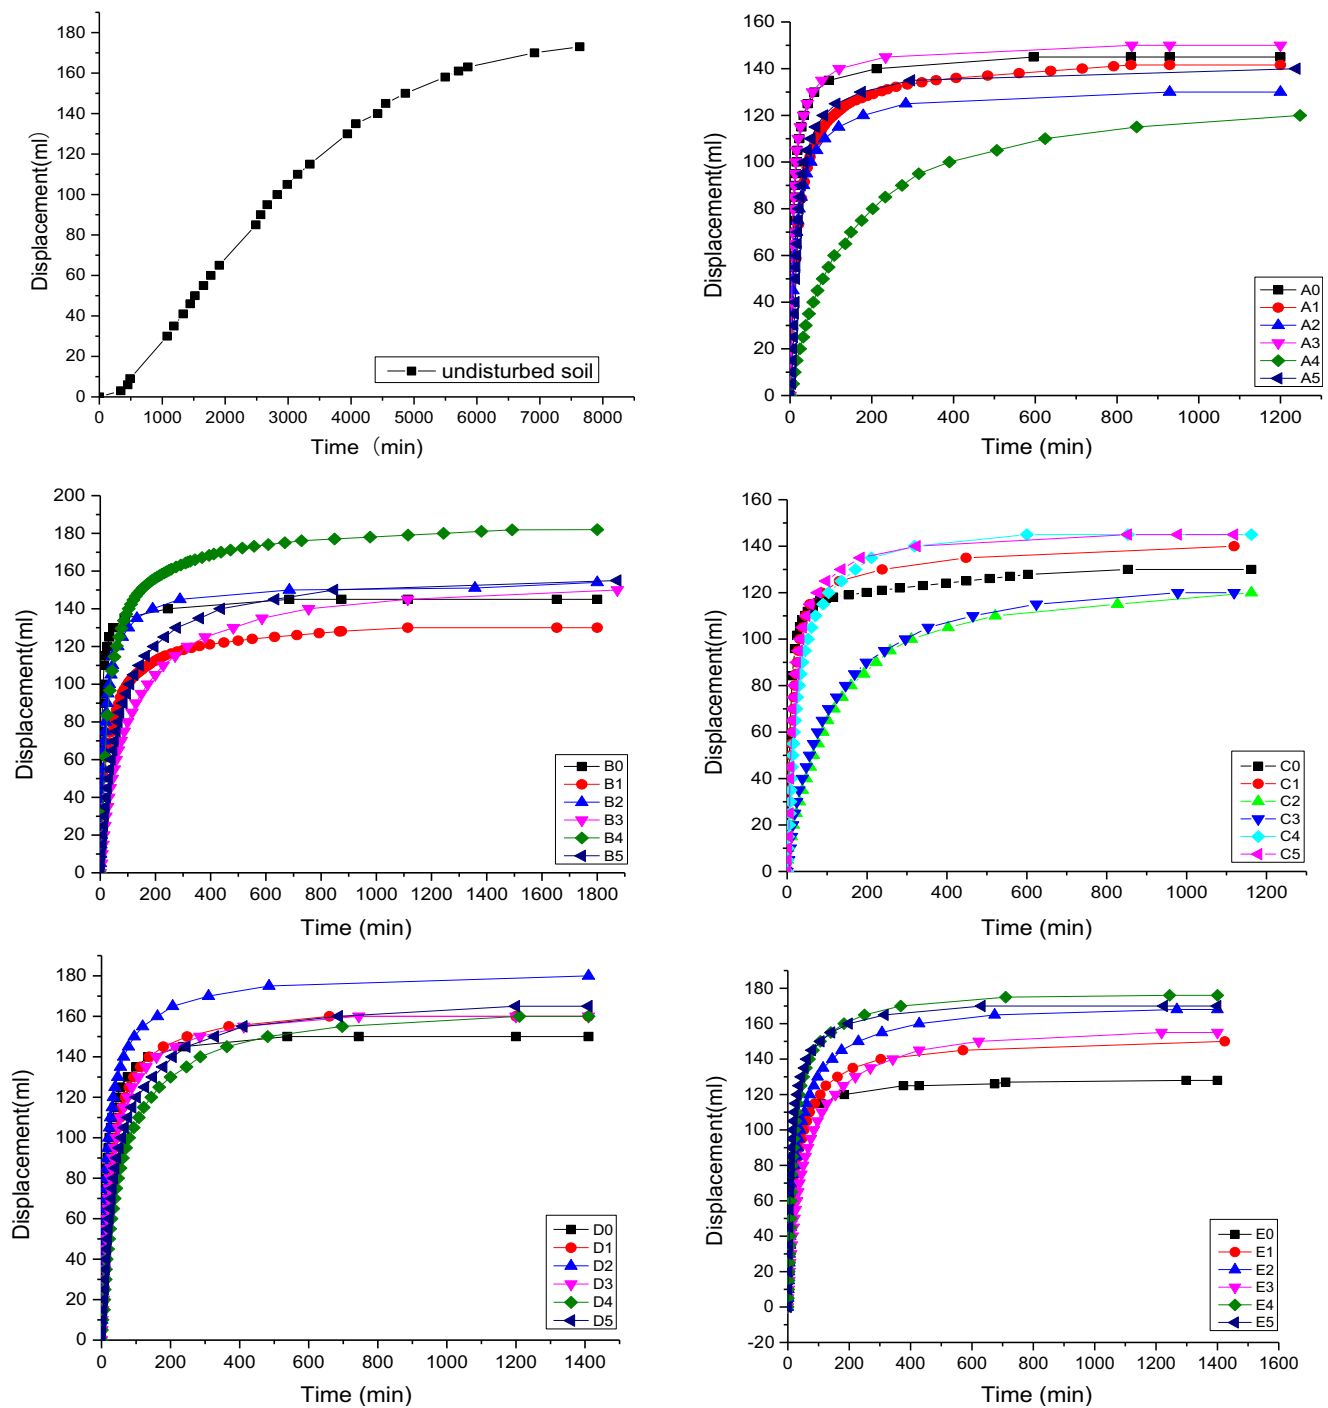 Displacement(ml)
180
160
140
120
100
80
60
40
20
0
undisturbed soil
0 1000 2000 3000 4000 5000 6000 7000 8000
Time (min)
Displacement(ml)
160
140
120
100
80
60
40
20
0
A0
A1
A2
A3
A4
A5
0 200 400 600 800 1000 1200
Time (min)
Displacement(ml)
200
180
160
140
120
100
80
60
40
20
0
B0
B1
B2
B3
B4
B5
0 200 400 600 800 1000 1200 1400 1600 1800
Time (min)
Displacement(ml)
160
140
120
100
80
60
40
20
0
C0
C1
C2
C3
C4
C5
0 200 400 600 800 1000 1200
Time (min)
Displacement(ml)
180
160
140
120
100
80
60
40
20
0
D0
D1
D2
D3
D4
D5
0 200 400 600 800 1000 1200 1400
Time (min)
Displacement(ml)
180
160
140
120
100
80
60
40
20
0
-20
E0
E1
E2
E3
E4
E5
0 200 400 600 800 1000 1200 1400 1600
Time (min)